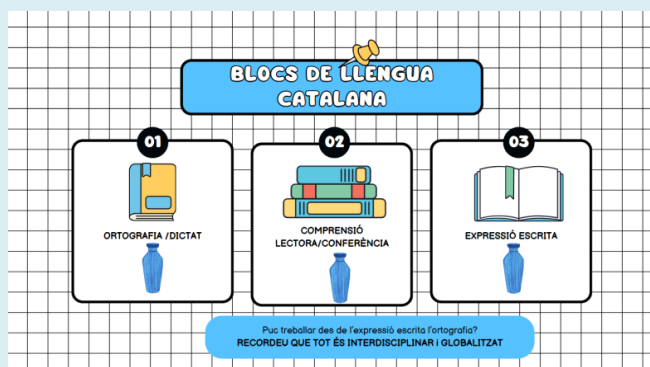 BLOCS DE LLENGUA
CATALANA
01
ORTOGRAFIA /DICTAT
02
COMPRENSIÓ
LECTORA/CONFERÈNCIA
03
EXPRESSIÓ ESCRITA
Puc treballar des de l'expressió escrita l'ortografia?
RECORDEU QUE TOT ÉS INTERDISCIPLINAR i GLOBALITZAT